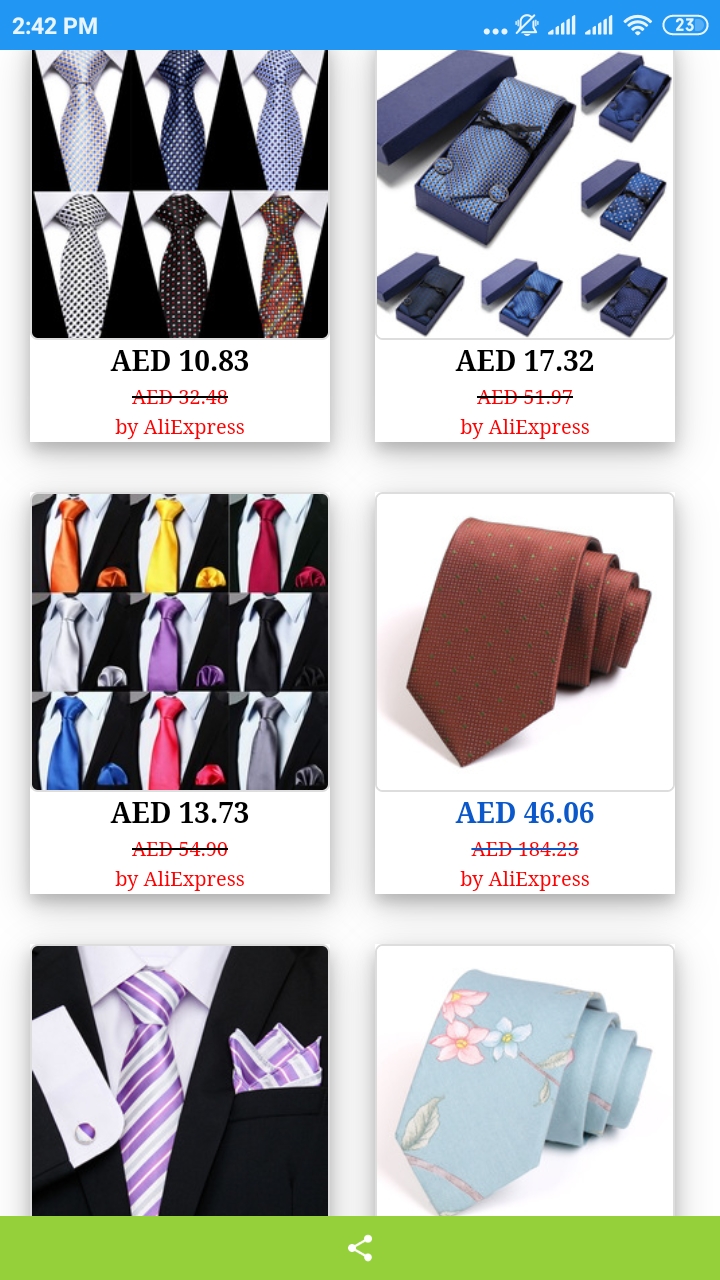 2:42 PM
23
AED 10.83
AED 32.48
by AliExpress
AED 17.32
AED 51.97
by AliExpress
AED 13.73
AED 54.90
by AliExpress
AED 46.06
AED 184.23
by AliExpress